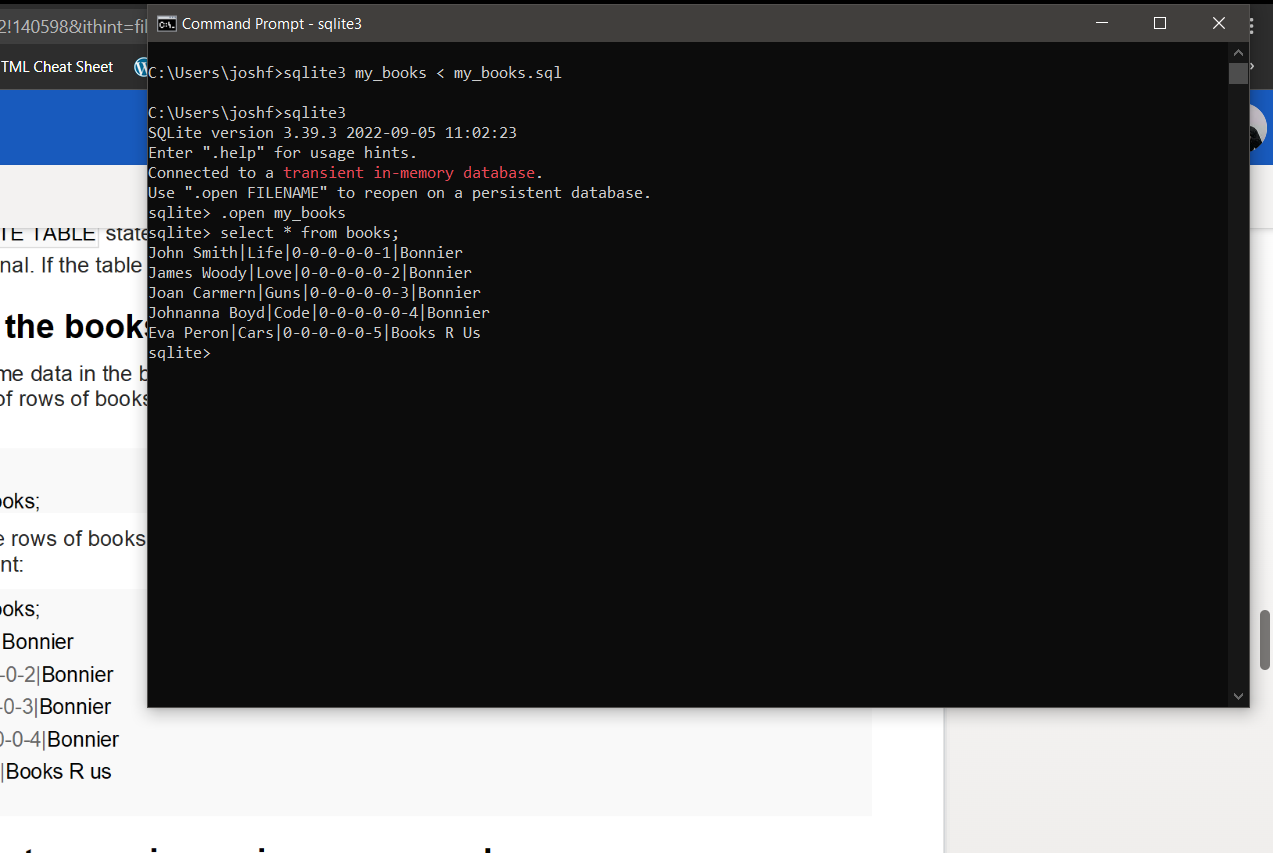 2!140598&ithint=fil
Command Prompt - sqlite3
TML Cheat Sheet
C:\Users\joshf>sqlite3 my_books < my_books.sql
C:\Users\joshf>sqlite3
SQLite version 3.39.3 2022-09-05 11:02:23
Enter ".help" for usage hints.
Connected to a transient in-memory database.
Use ".open FILENAME" to reopen on a persistent database.
sqlite> .open my_books
sqlite> select * from books;
John Smith|Life|0-0-0-0-0-1|Bonnier
James Woody|Love|0-0-0-0-0-2|Bonnier
Joan Carmern|Guns|0-0-0-0-0-3|Bonnier
Johnanna Boyd|Code|0-0-0-0-0-4|Bonnier
Eva Peron|Cars|0-0-0-0-0-5|Books R Us
sqlite>
TE TABLE state
nal. If the table
the books
me data in the b
of rows of books
ooks;
e rows of books
nt:
ooks;
Bonnier
-0-2|Bonnier
-0-3|Bonnier
0-0-4|Bonnier
|Books R us